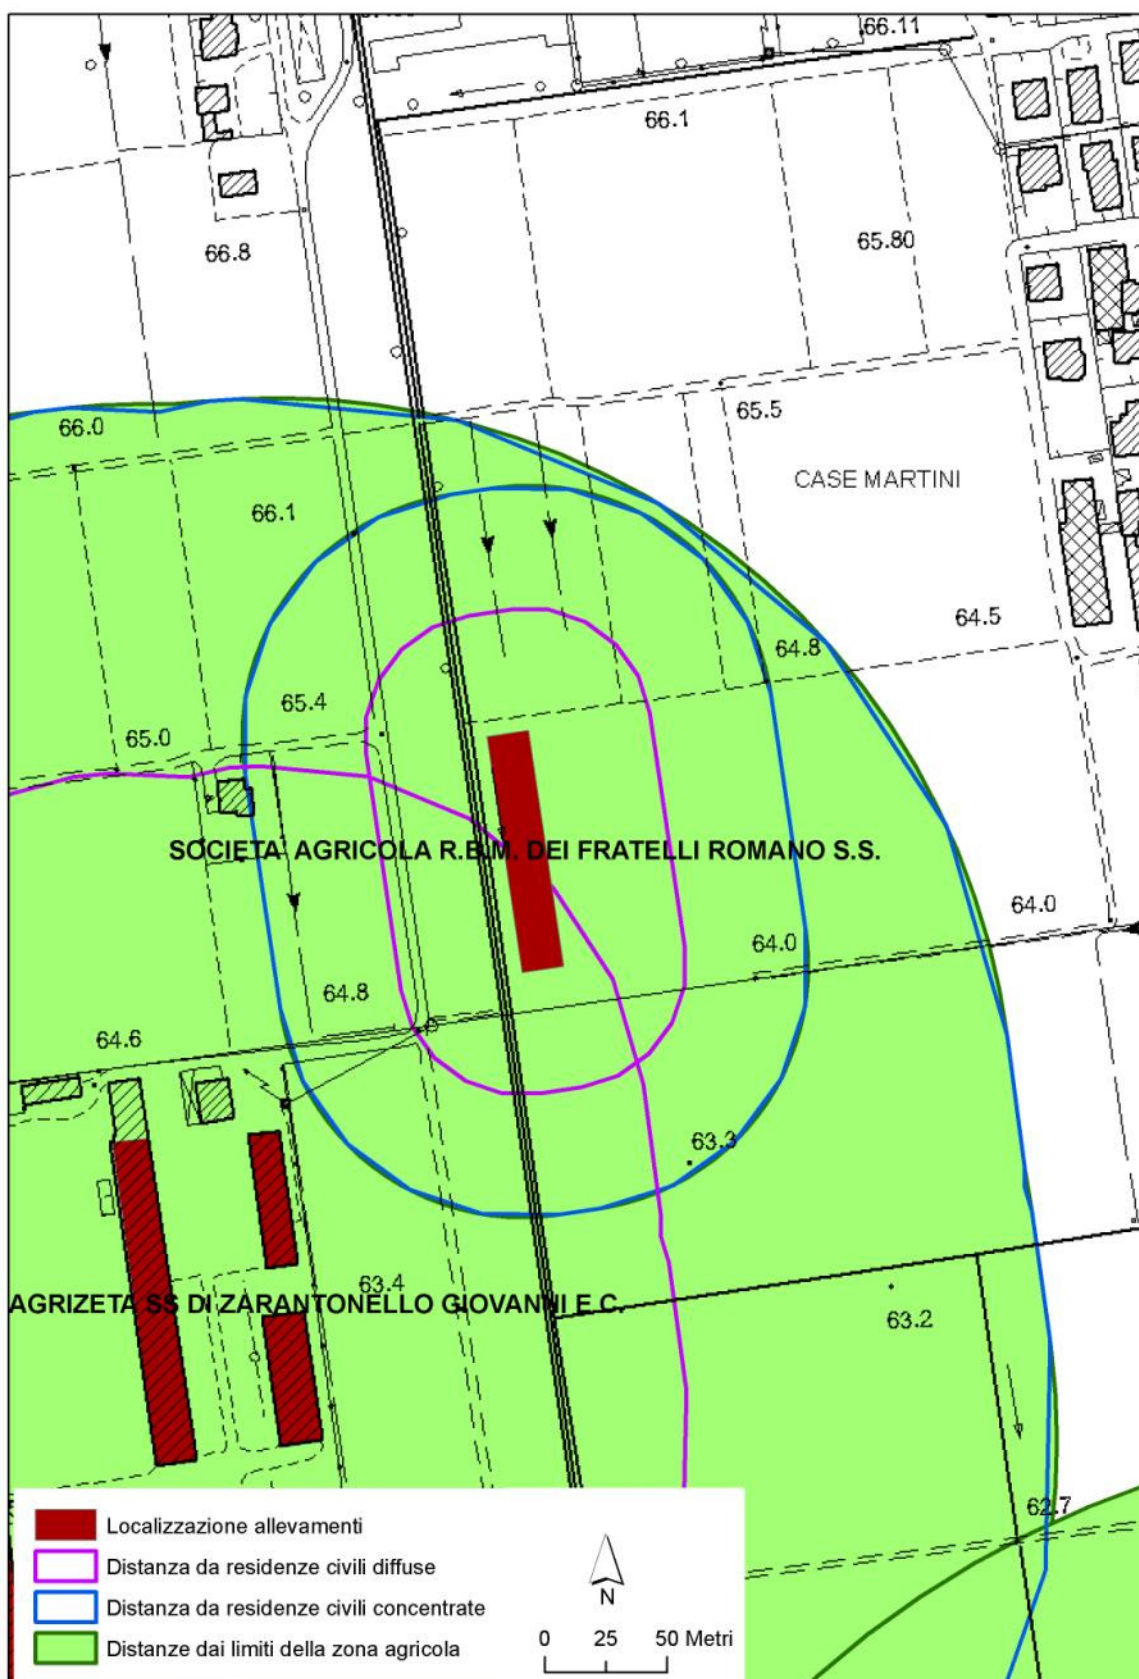 66.11
66.1
66.8
65.80
65.5
66.0
CASE MARTINI
66.1
64.5
64.8
65.4
65.0
SOCIETA' AGRICOLA R.B.M. DEI FRATELLI ROMANO S.S.
64.0
64.0
64.8
64.6
63.3
63.4
AGRIZETA SS DI ZARANTONELLO GIOVANNI E C.
63.2
62.7
Localizzazione allevamenti
Distanza da residenze civili diffuse
Distanza da residenze civili concentrate
Distanze dai limiti della zona agricola
N
0 25 50 Metri